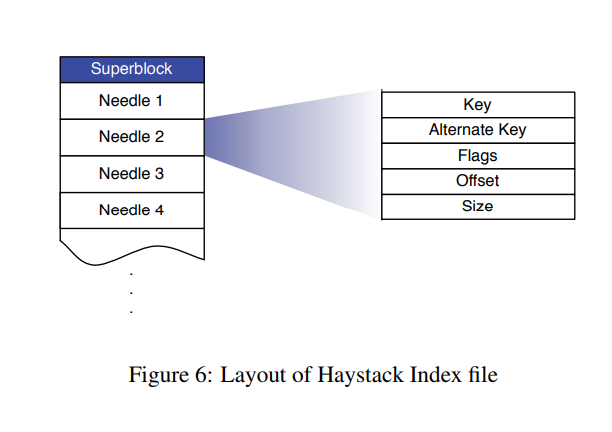 Superblock
Needle 1
Needle 2
Needle 3
Needle 4
.
.
.
Key
Alternate Key
Flags
Offset
Size
Figure 6: Layout of Haystack Index file